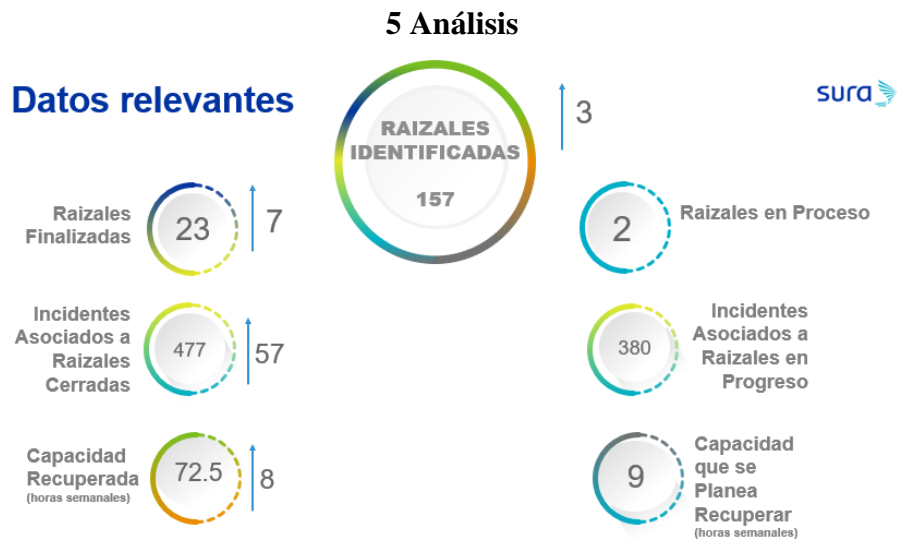 5 Análisis
Datos relevantes
RAIZALES
IDENTIFICADAS
157
3
sura
Raizales
Finalizadas
23
7
2
Raizales en Proceso
Incidentes
Asociados a
Raizales
Cerradas
477
57
380
Incidentes
Asociados a
Raizales en
Progreso
Capacidad
Recuperada
(horas semanales)
72.5
8
9
Capacidad
que se
Planea
Recuperar
(horas semanales)